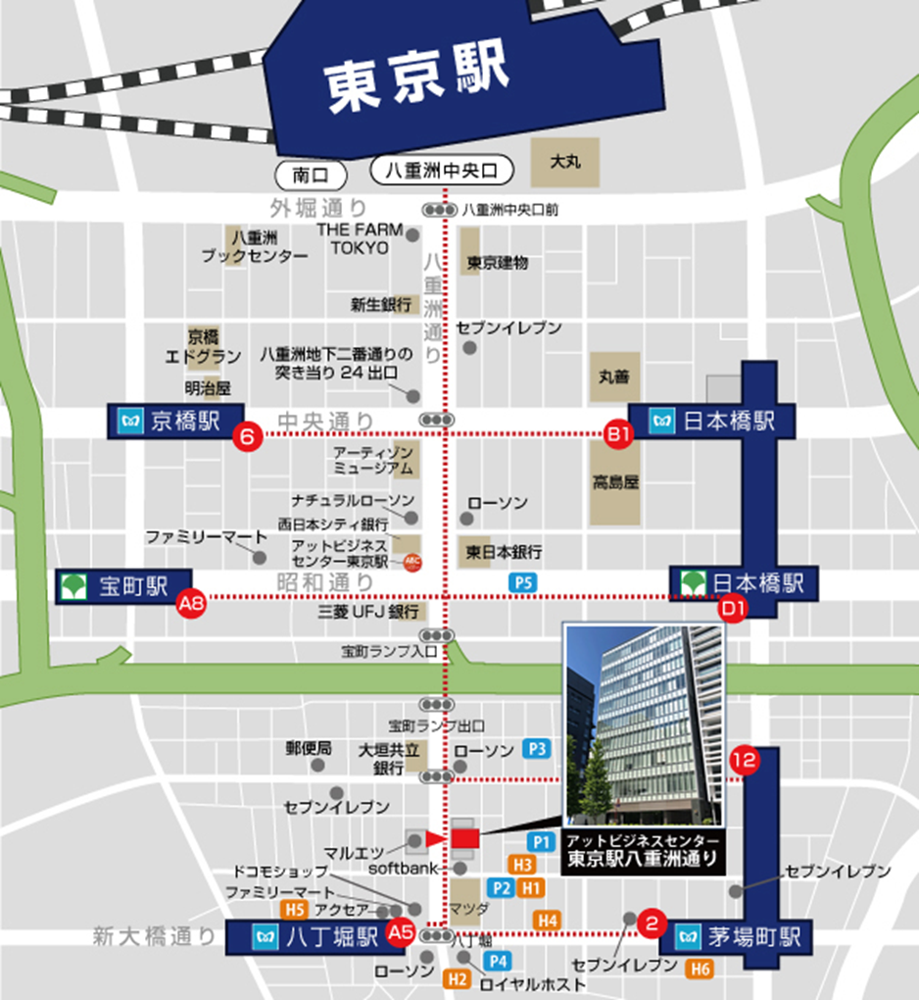 東京駅
南口
八重洲中央口
大丸
外堀通り
八重洲中央口前
八重洲
ブックセンター
THE FARM
TOKYO
東京建物
八重洲通り
新生銀行
セブンイレブン
京橋
エドグラン
八重洲地下二番通りの
突き当り 24 出口
丸善
明治屋
京橋駅
6
中央通り
B1
日本橋駅
アーティゾン
ミュージアム
高島屋
ナチュラルローソン
ローソン
西日本シティ銀行
ファミリーマート
アットビジネス
センター東京駅
ABC
東日本銀行
宝町駅
A8
昭和通り
P5
日本橋駅
D1
三菱 UFJ 銀行
宝町ランプ入口
宝町ランプ出口
郵便局
大垣共立
銀行
ローソン
P3
12
セブンイレブン
マルエツ
P1
アットビジネスセンター
東京駅八重洲通り
softbank
H3
ドコモショップ
セブンイレブン
ファミリーマート
P2
H1
H5
アクセア
マツダ
H4
新大橋通り
八丁堀駅
A5
八丁堀
2
茅場町駅
ローソン
P4
セブンイレブン
H6
H2
ロイヤルホスト